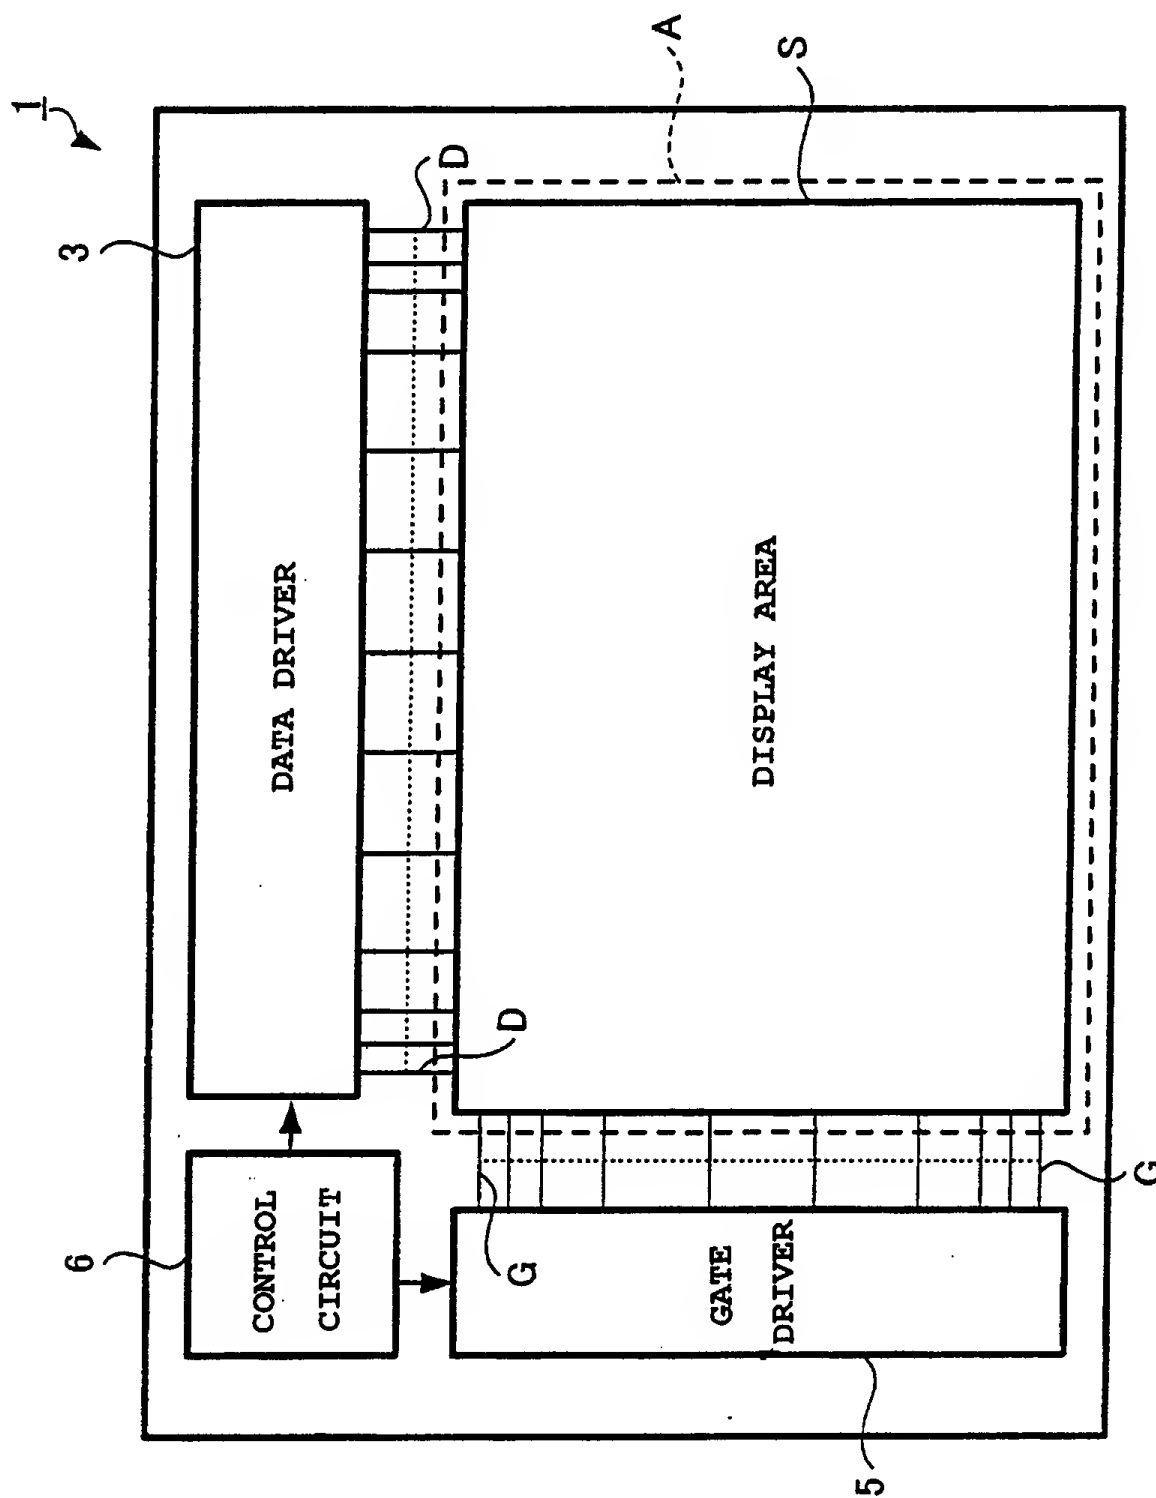 1
A
S
3
D
DATA DRIVER
D
DISPLAY AREA
6
CONTROL
CIRCUIT
G
GATE
DRIVER
G
5